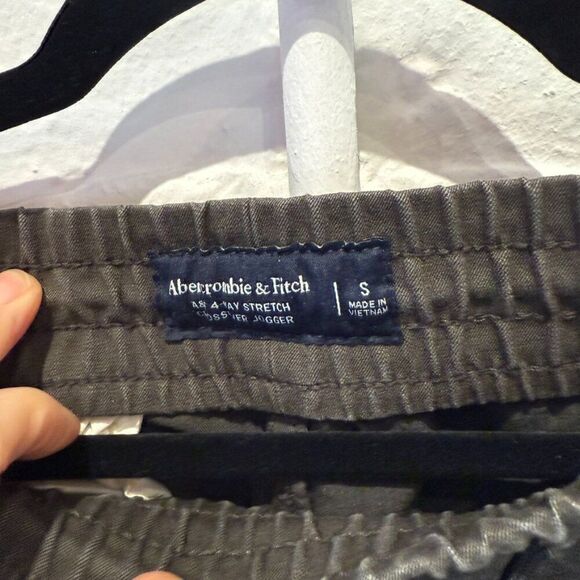 Abercrombie & Fitch
A&F 4-WAY STRETCH
JOGGER
S
MADE IN
VIETNAM